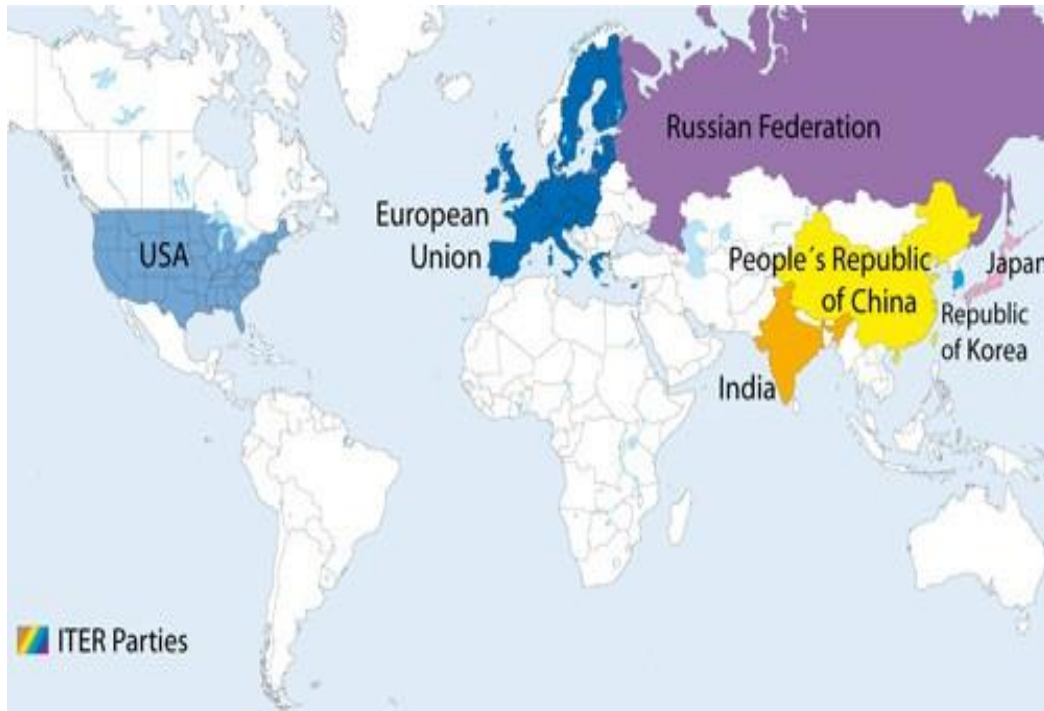 Russian Federation
European
Union
USA
People´s Republic
of China
Japan
Republic
of Korea
India
ITER Parties